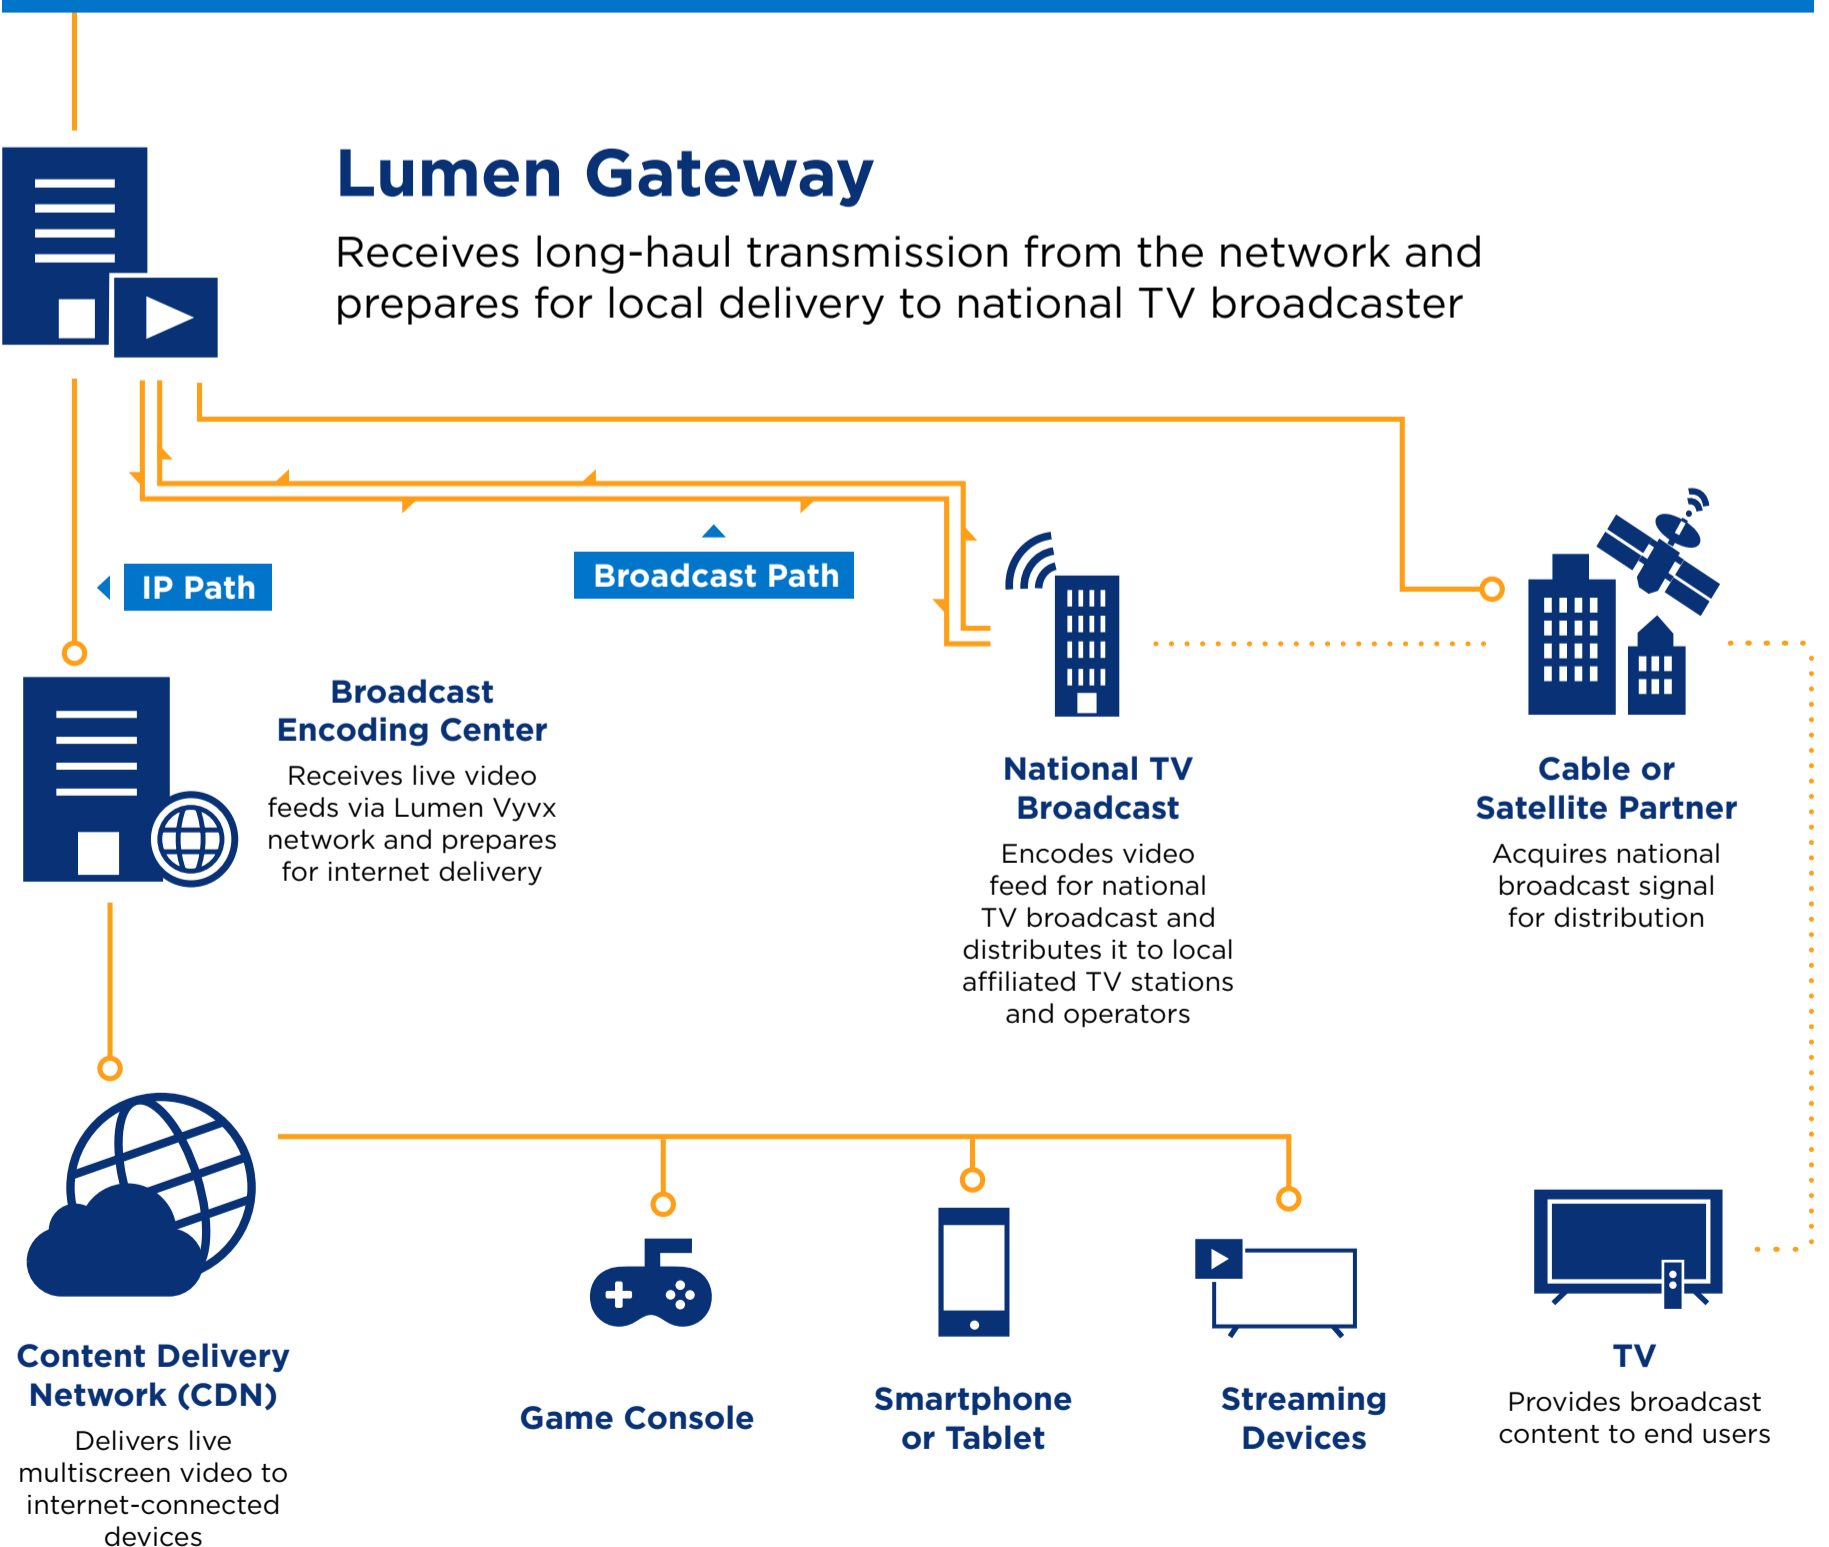 Lumen Gateway
Receives long-haul transmission from the network and
prepares for local delivery to national TV broadcaster
IP Path
Broadcast Path
Broadcast
Encoding Center
Receives live video
feeds via Lumen Vyvx
network and prepares
for internet delivery
National TV
Broadcast
Encodes video
feed for national
TV broadcast and
distributes it to local
affiliated TV stations
and operators
Cable or
Satellite Partner
Acquires national
broadcast signal
for distribution
Content Delivery
Network (CDN)
Delivers live
multiscreen video to
internet-connected
devices
Game Console
Smartphone
or Tablet
Streaming
Devices
TV
Provides broadcast
content to end users